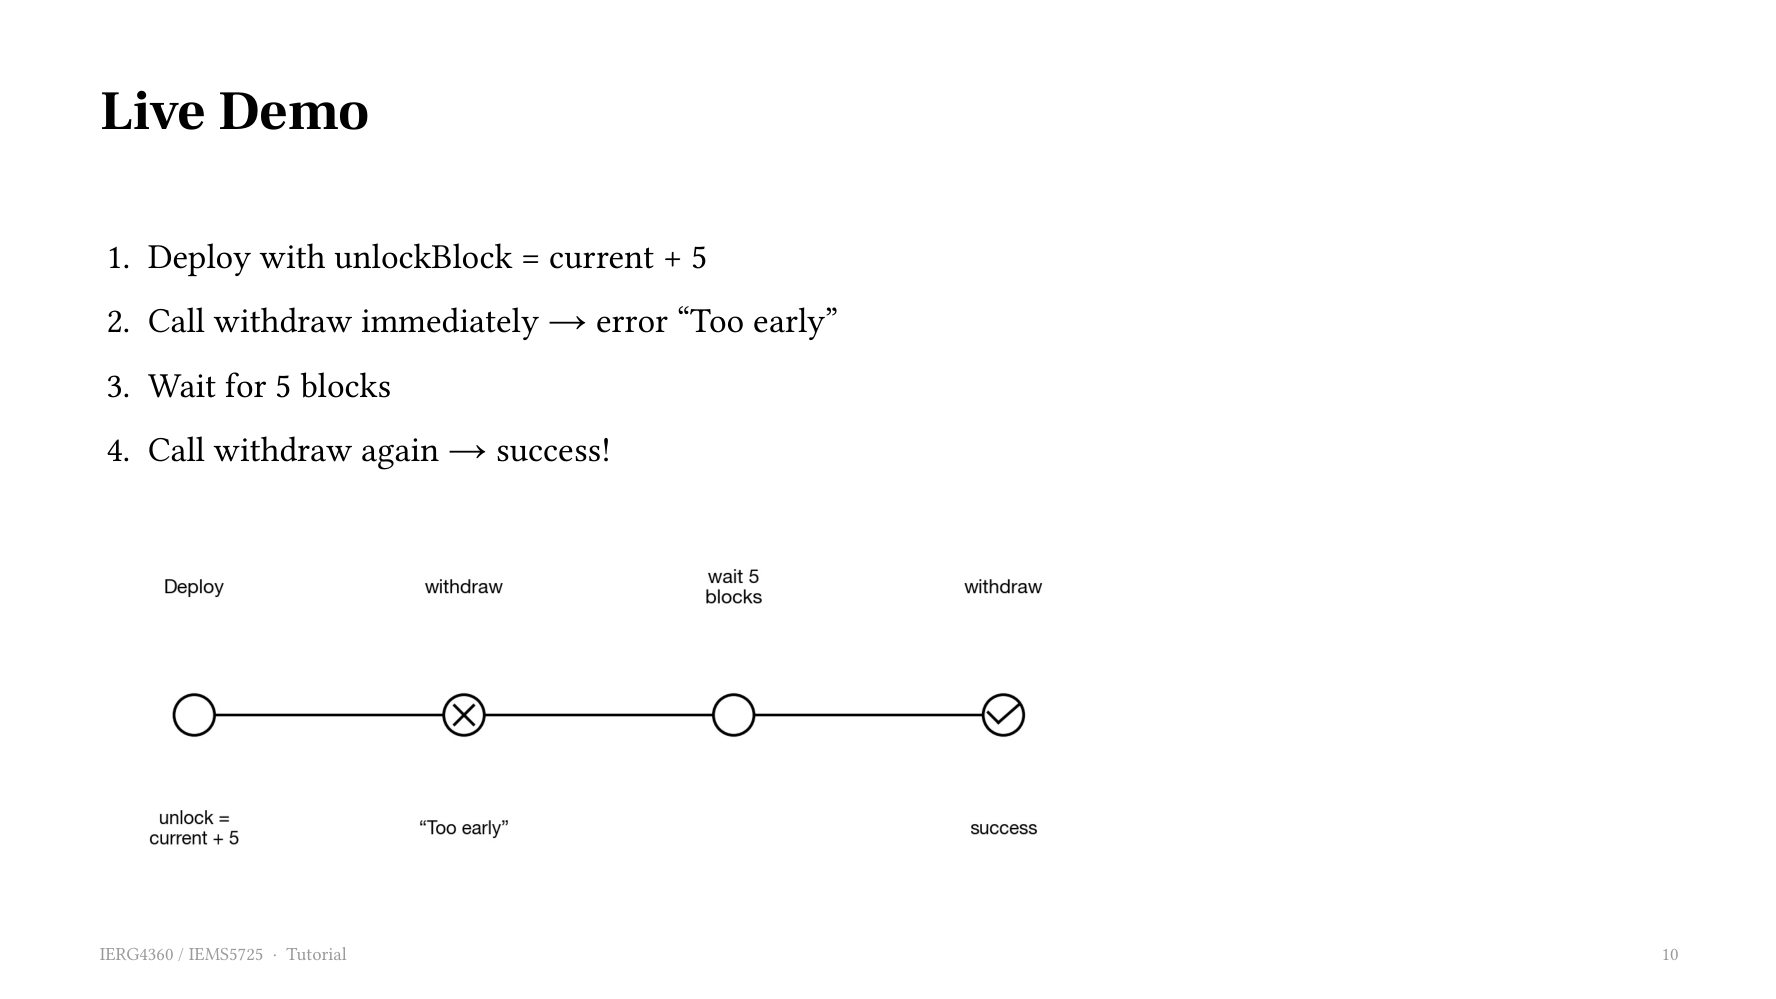 Live Demo
1. Deploy with unlockBlock = current + 5
2. Call withdraw immediately ⟶ error “Too early”
3. Wait for 5 blocks
4. Call withdraw again ⟶ success!
Deploy
withdraw
wait 5
blocks
withdraw
unlock =
current + 5
“Too early”
success
IERG4360 / IEMS5725 · Tutorial
10